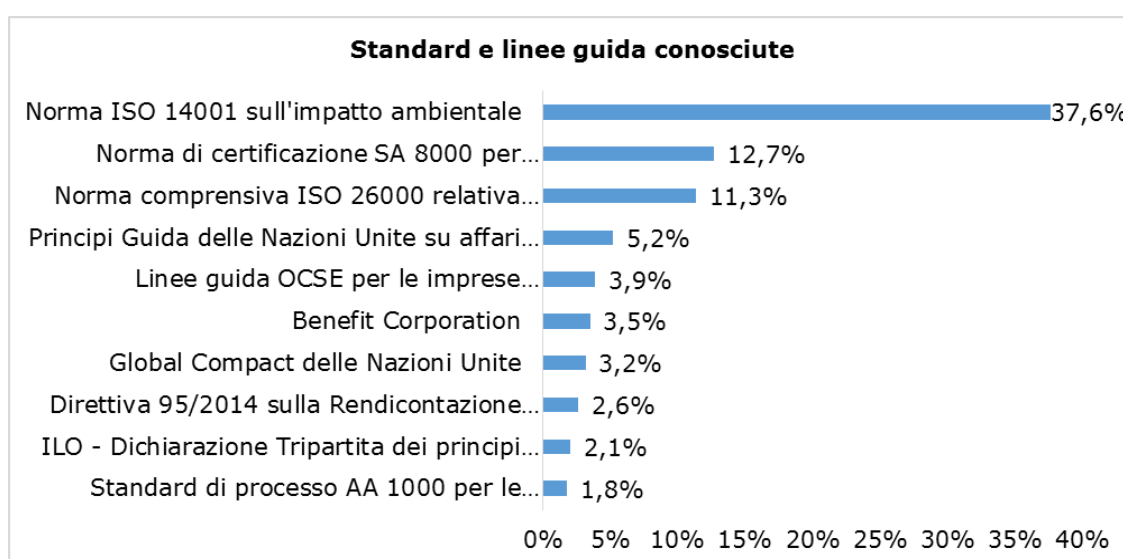 Standard e linee guida conosciute
Norma ISO 14001 sull'impatto ambientale 37,6%
Norma di certificazione SA 8000 per... 12,7%
Norma comprensiva ISO 26000 relativa... 11,3%
Principi Guida delle Nazioni Unite su affari... 5,2%
Linee guida OCSE per le imprese... 3,9%
Benefit Corporation 3,5%
Global Compact delle Nazioni Unite 3,2%
Direttiva 95/2014 sulla Rendicontazione... 2,6%
ILO - Dichiarazione Tripartita dei principi... 2,1%
Standard di processo AA 1000 per le... 1,8%
0% 5% 10% 15% 20% 25% 30% 35% 40%